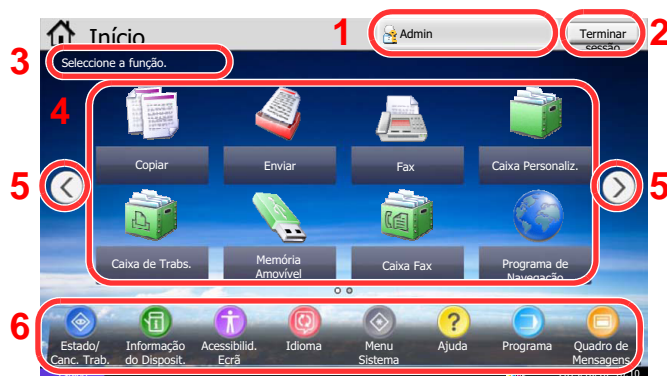 Início
1
Admin
Terminar
sessão
2
3
Seleccione a função.
4
Copiar
Enviar
Fax
Caixa Personaliz.
5
5
Caixa de Trabs.
Memória
Amovível
Caixa Fax
Programa de
Navegação
6
Estado/
Canc. Trab.
Informação
do Disposit.
Acessibilid.
Ecrã
Idioma
Menu
Sistema
Ajuda
Programa
Quadro de
Mensagens